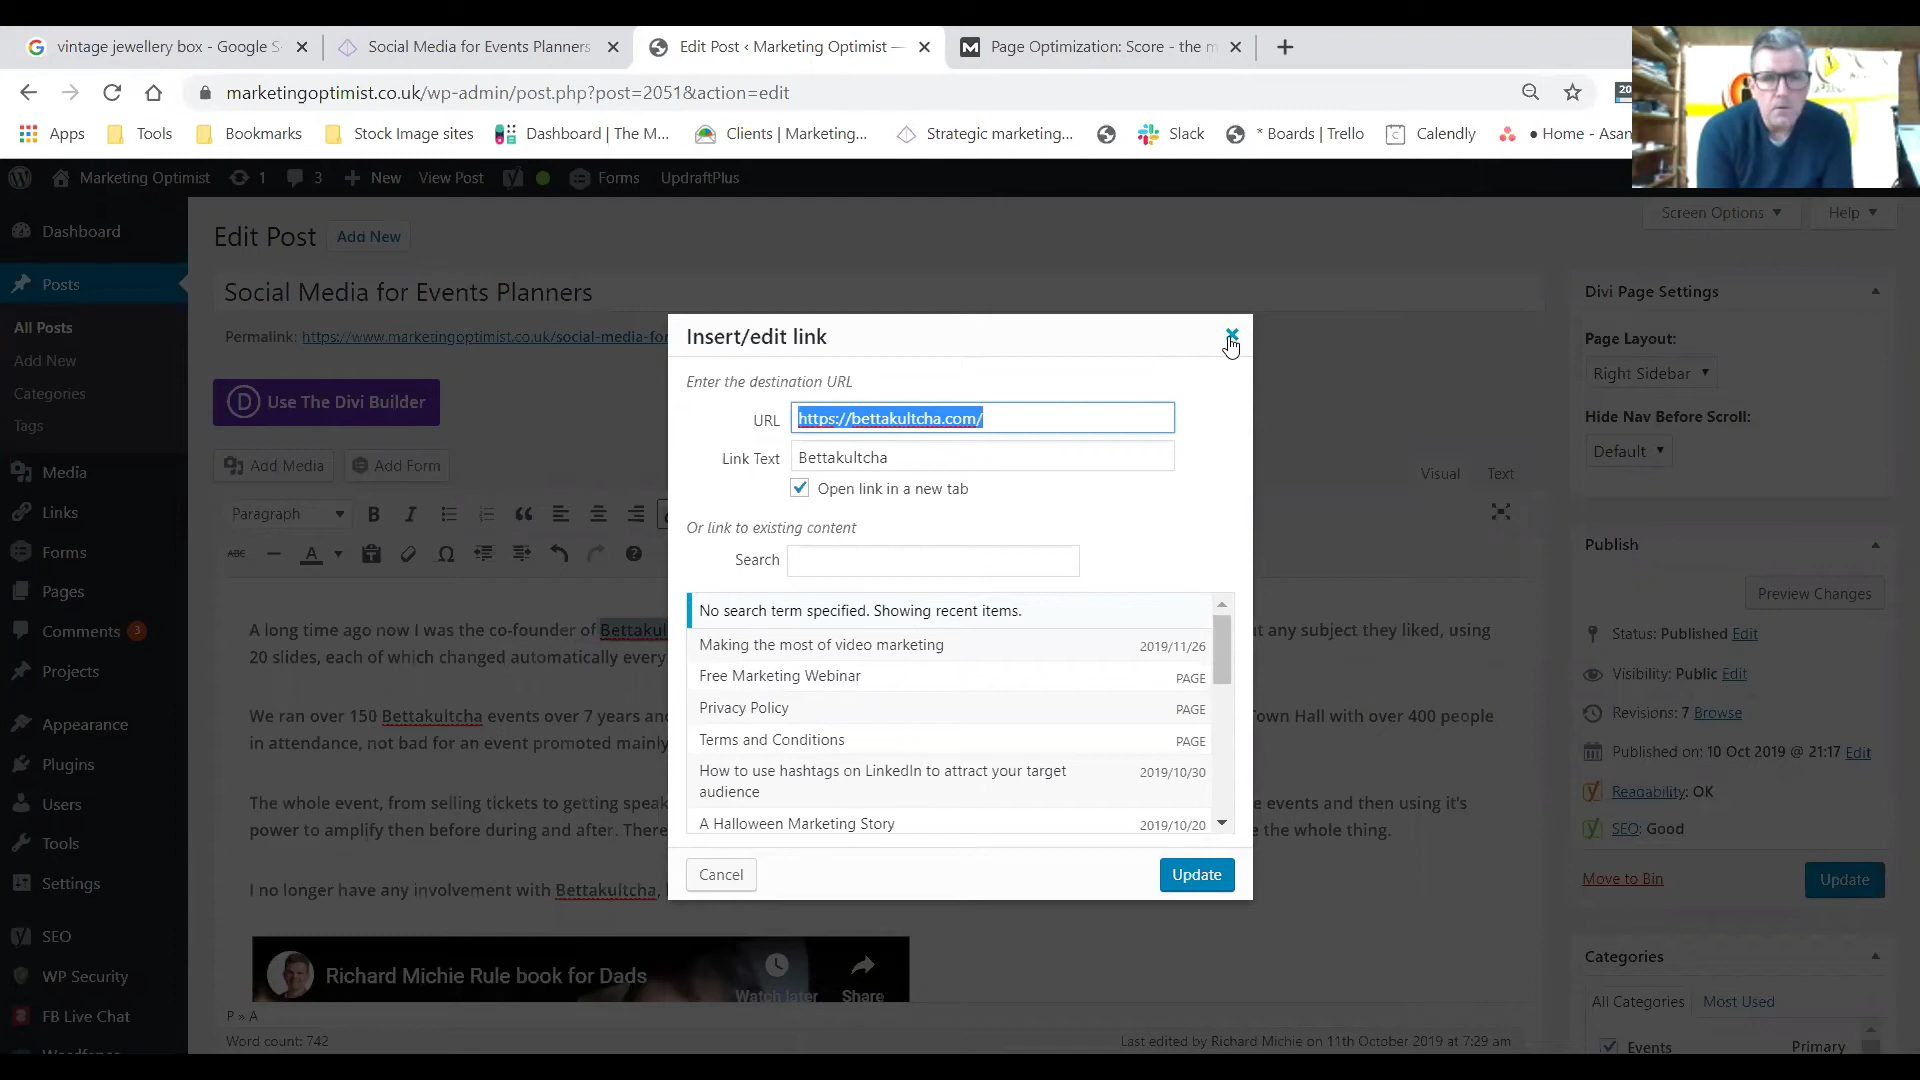 vintage jewellery box - Google S
Social Media for Events Planners
Edit Post ‹ Marketing Optimist —
Page Optimization: Score - the m
marketingoptimist.co.uk/wp-admin/post.php?post=2051&action=edit
20
Apps
Tools
Bookmarks
Stock Image sites
Dashboard | The M...
Clients | Marketing...
Strategic marketing...
Slack
* Boards | Trello
Calendly
● Home - Asan
Marketing Optimist
1
3
New
View Post
Forms
UpdraftPlus
Screen Options
Help
Dashboard
Posts
All Posts
Add New
Categories
Tags
Media
Links
Forms
Pages
Comments 3
Projects
Appearance
Plugins
Users
Tools
Settings
SEO
WP Security
FB Live Chat
Edit Post
Add New
Social Media for Events Planners
Permalink: https://www.marketingoptimist.co.uk/social-media-for
Use The Divi Builder
Add Media
Add Form
Visual
Text
Paragraph
A long time ago now I was the co-founder of Bettakul
t any subject they liked, using
20 slides, each of which changed automatically every
We ran over 150 Bettakultcha events over 7 years and
Town Hall with over 400 people
in attendance, not bad for an event promoted mainly
The whole event, from selling tickets to getting speak
e events and then using it's
power to amplify then before during and after. There
e the whole thing.
I no longer have any involvement with Bettakultcha,
Richard Michie Rule book for Dads
Watch later
Share
P » A
Word count: 742
Last edited by Richard Michie on 11th October 2019 at 7:29 am
Insert/edit link
Enter the destination URL
URL
https://bettakultcha.com/
Link Text
Bettakultcha
Open link in a new tab
Or link to existing content
Search
No search term specified. Showing recent items.
Making the most of video marketing
2019/11/26
Free Marketing Webinar
PAGE
Privacy Policy
PAGE
Terms and Conditions
PAGE
How to use hashtags on LinkedIn to attract your target
audience
2019/10/30
A Halloween Marketing Story
2019/10/20
Cancel
Update
Divi Page Settings
Page Layout:
Right Sidebar
Hide Nav Before Scroll:
Default
Publish
Preview Changes
Status: Published Edit
Visibility: Public Edit
Revisions: 7 Browse
Published on: 10 Oct 2019 @ 21:17 Edit
Readability: OK
SEO: Good
Move to Bin
Update
Categories
All Categories
Most Used
Events
Primary